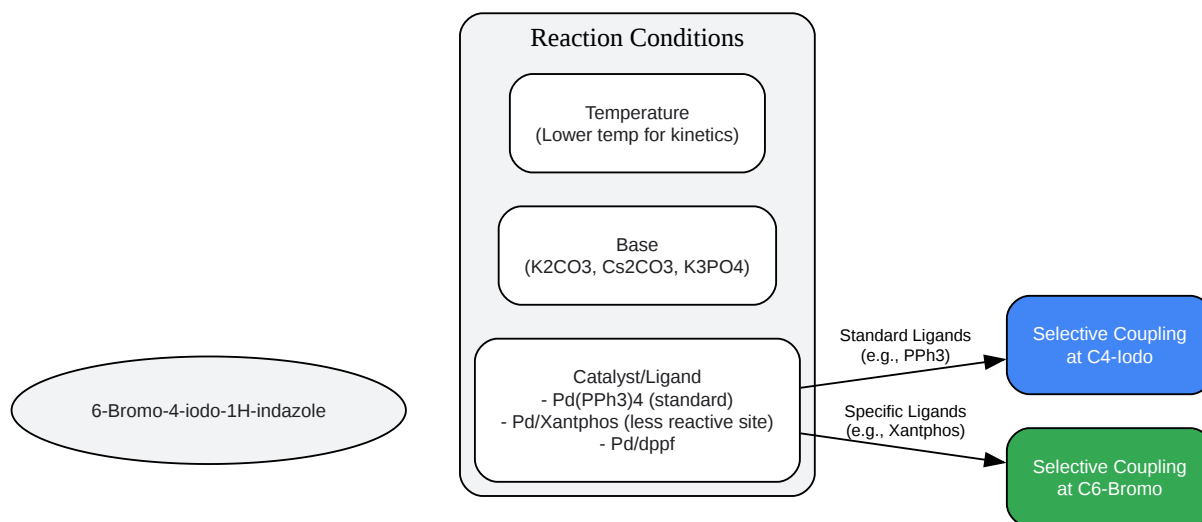 Reaction Conditions
Temperature
(Lower temp for kinetics)
Base
(K2CO3, Cs2CO3, K3PO4)
Catalyst/Ligand
- Pd(PPh3)4 (standard)
- Pd/Xantphos (less reactive site)
- Pd/dppf
6-Bromo-4-iodo-1H-indazole
Standard Ligands
(e.g., PPh3)
Specific Ligands
(e.g., Xantphos)
Selective Coupling
at C4-Iodo
Selective Coupling
at C6-Bromo